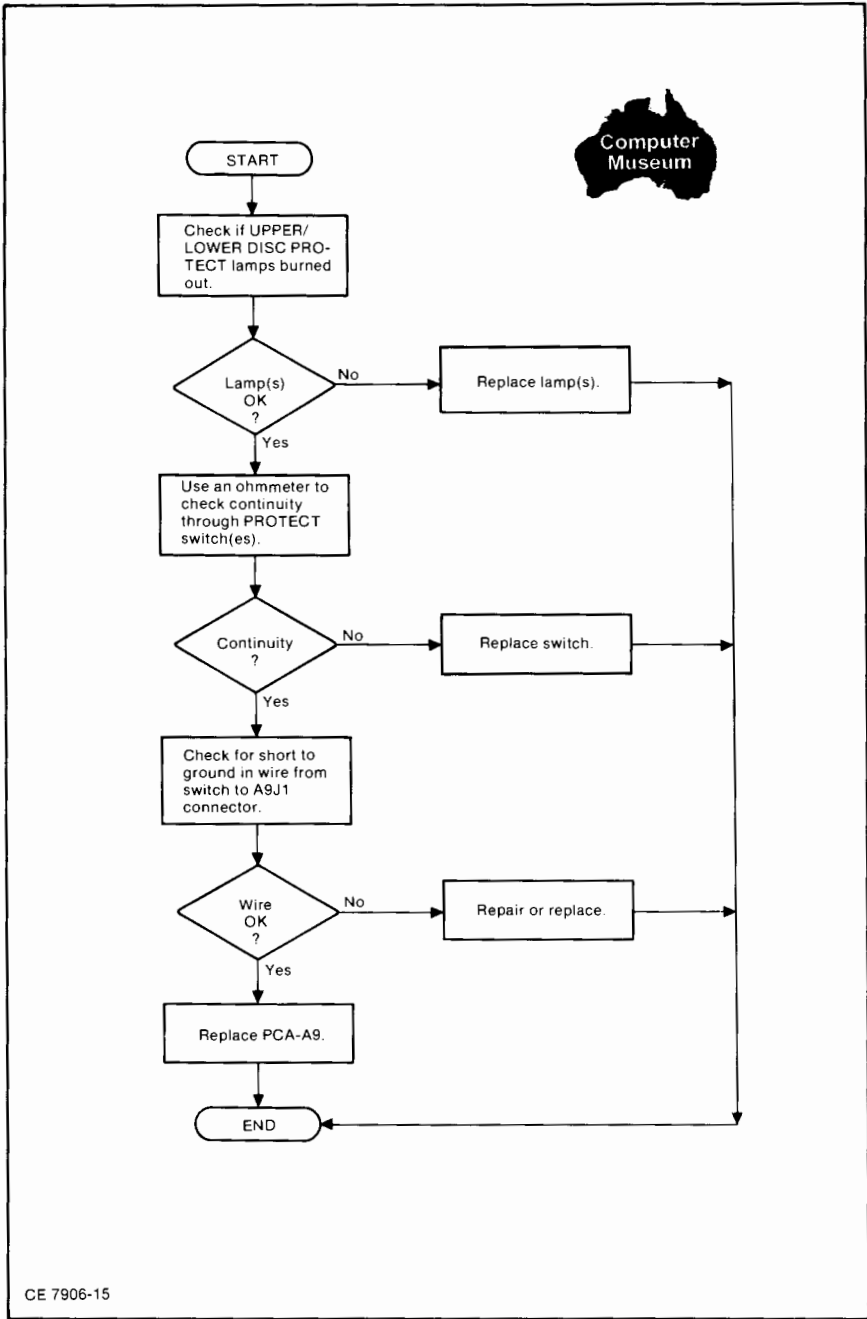 Computer
Museum
START
Check if UPPER/
LOWER DISC PRO-
TECT lamps burned
out.
Lamp(s)
OK
?
No
Replace lamp(s).
Yes
Use an ohmmeter to
check continuity
through PROTECT
switch(es).
Continuity
?
No
Replace switch.
Yes
Check for short to
ground in wire from
switch to A9J1
connector.
Wire
OK
?
No
Repair or replace.
Yes
Replace PCA-A9.
END
CE 7906-15